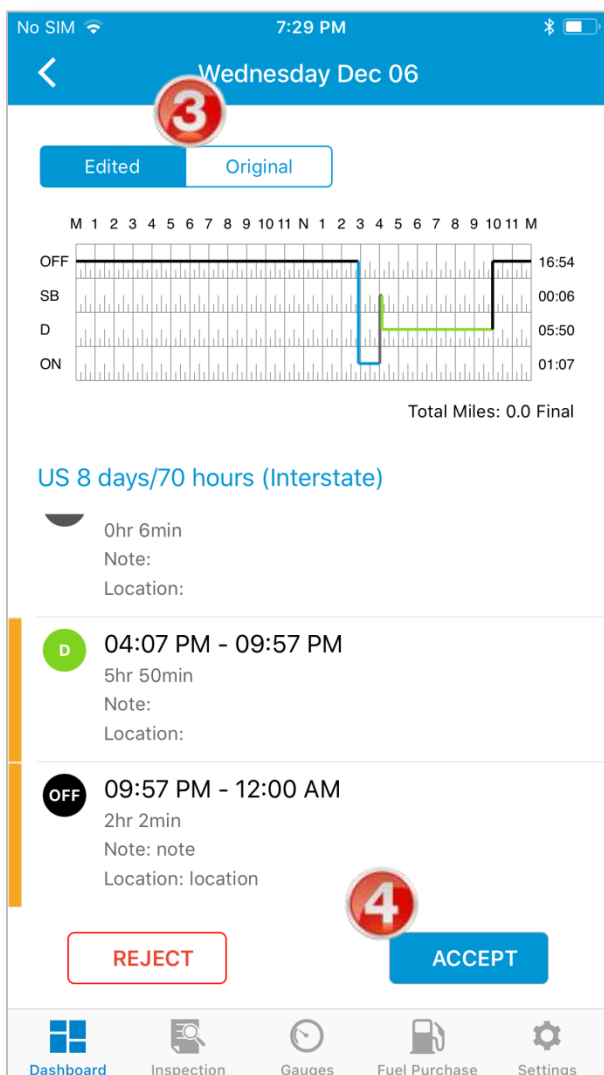 No SIM 7:29 PM
Wednesday Dec 06
3
Edited Original
M 1 2 3 4 5 6 7 8 9 10 11 N 1 2 3 4 5 6 7 8 9 10 11 M
OFF 16:54
SB 00:06
D 05:50
ON 01:07
Total Miles: 0.0 Final
US 8 days/70 hours (Interstate)
0hr 6min
Note:
Location:
D 04:07 PM - 09:57 PM
5hr 50min
Note:
Location:
OFF 09:57 PM - 12:00 AM
2hr 2min
Note: note
Location: location
4
REJECT ACCEPT
Dashboard Inspection Gauges Fuel Purchase Settings